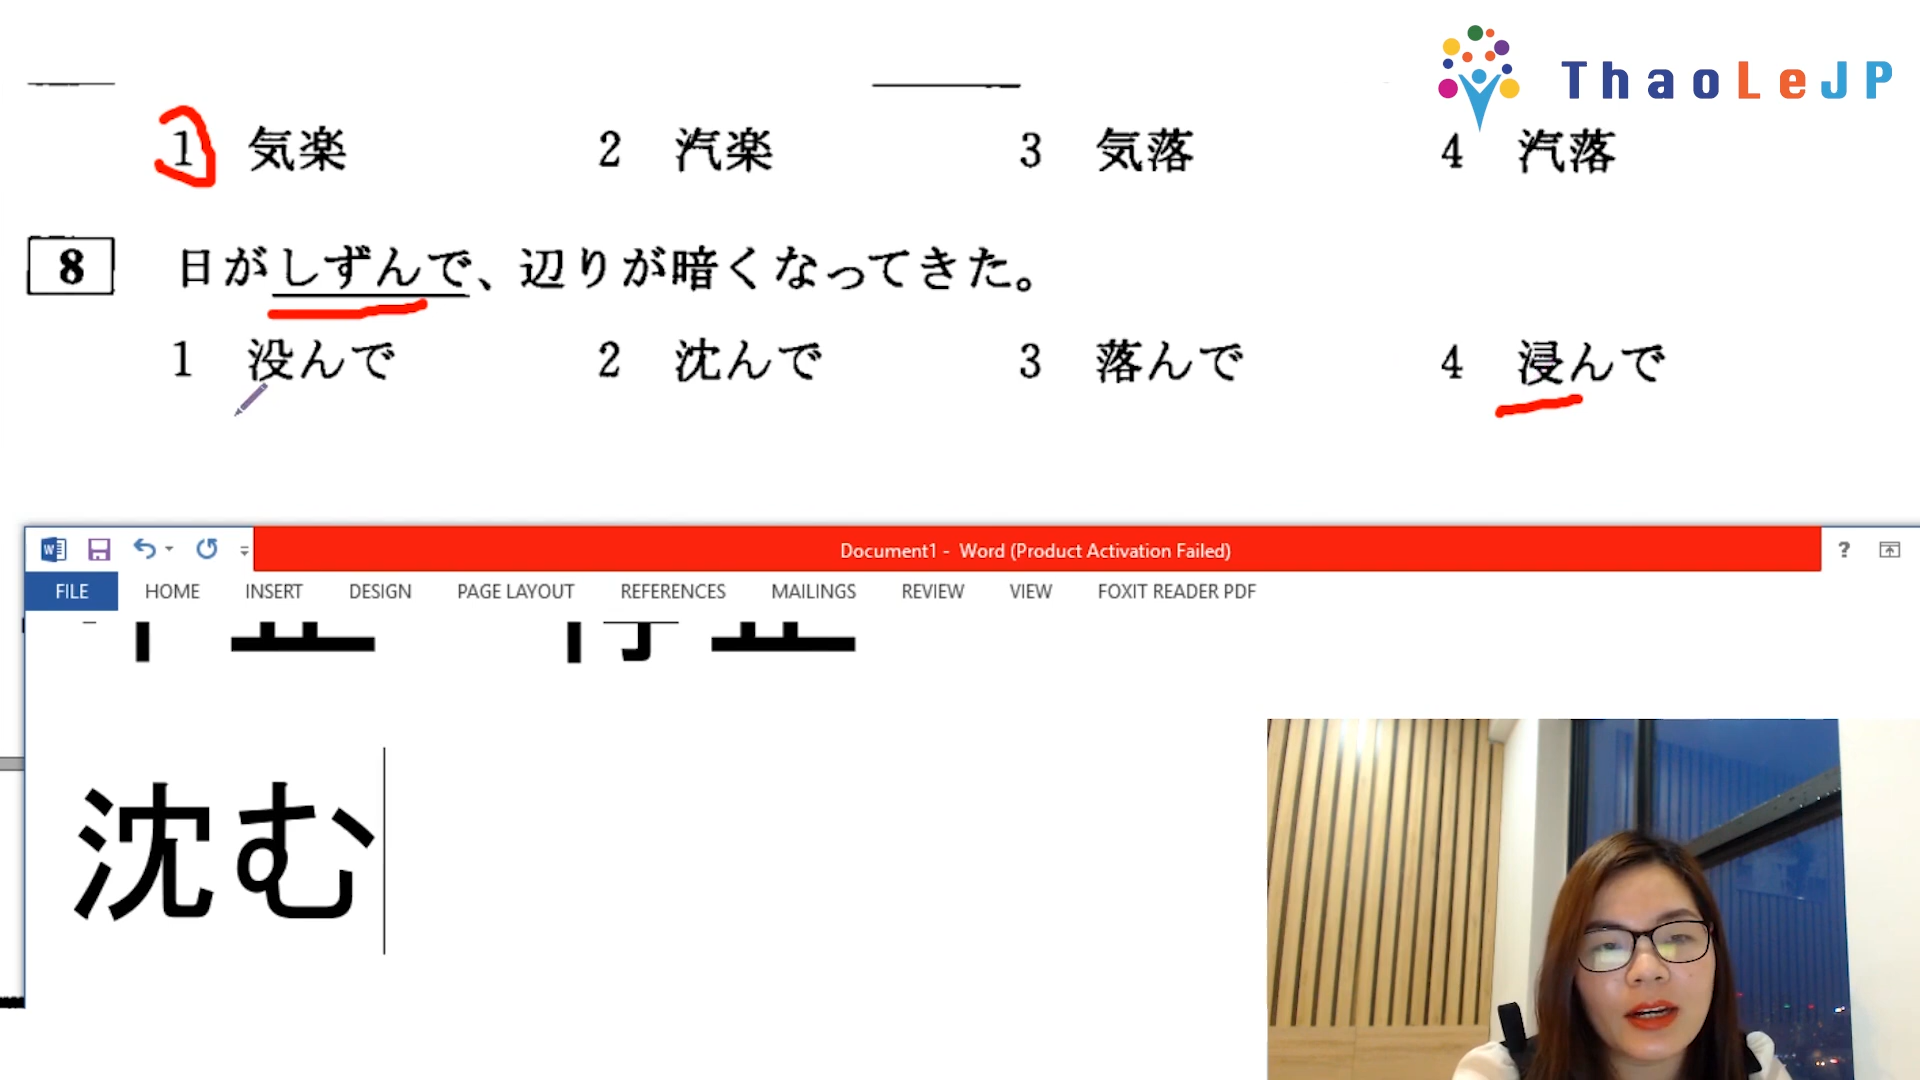 ThaoLeJP
1 気楽 2 汽楽 3 気落 4 汽落
8 日がしずんで、辺りが暗くなってきた。
1 没んで 2 沈んで 3 落んで 4 浸んで
Document1 - Word (Product Activation Failed)
FILE HOME INSERT DESIGN PAGE LAYOUT REFERENCES MAILINGS REVIEW VIEW FOXIT READER PDF
沈む